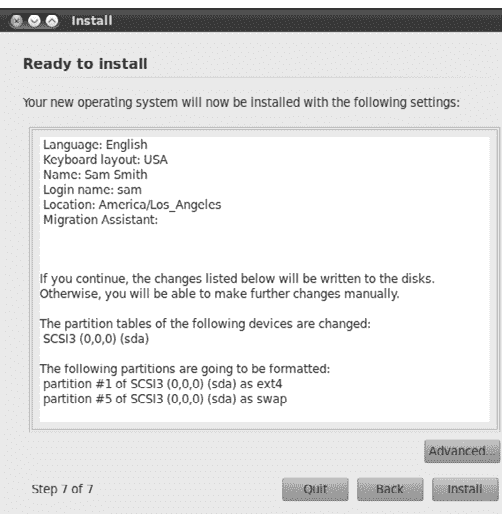 Install
Ready to install
Your new operating system will now be installed with the following settings:
Language: English
Keyboard layout: USA
Name: Sam Smith
Login name: sam
Location: America/Los_Angeles
Migration Assistant:
If you continue, the changes listed below will be written to the disks.
Otherwise, you will be able to make further changes manually.
The partition tables of the following devices are changed:
SCSI3 (0,0,0) (sda)
The following partitions are going to be formatted:
partition #1 of SCSI3 (0,0,0) (sda) as ext4
partition #5 of SCSI3 (0,0,0) (sda) as swap
Advanced...
Step 7 of 7
Quit
Back
Install